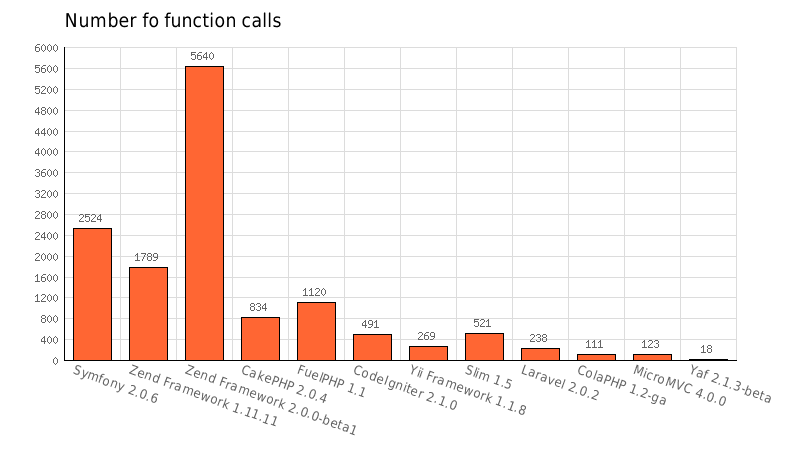 Number fo function calls
6000
5600
5200
4800
4400
4000
3600
3200
2800
2400
2000
1600
1200
800
400
0
2524
1789
5640
834
1120
491
269
521
238
111
123
18
Symfony 2.0.6
Zend Framework 1.11.11
Zend Framework 2.0.0-beta1
CakePHP 2.0.4
FuelPHP 1.1
CodeIgniter 2.1.0
Yii Framework 1.1.8
Slim 1.5
Laravel 2.0.2
ColaPHP 1.2-ga
MicroMVC 4.0.0
Yaf 2.1.3-beta